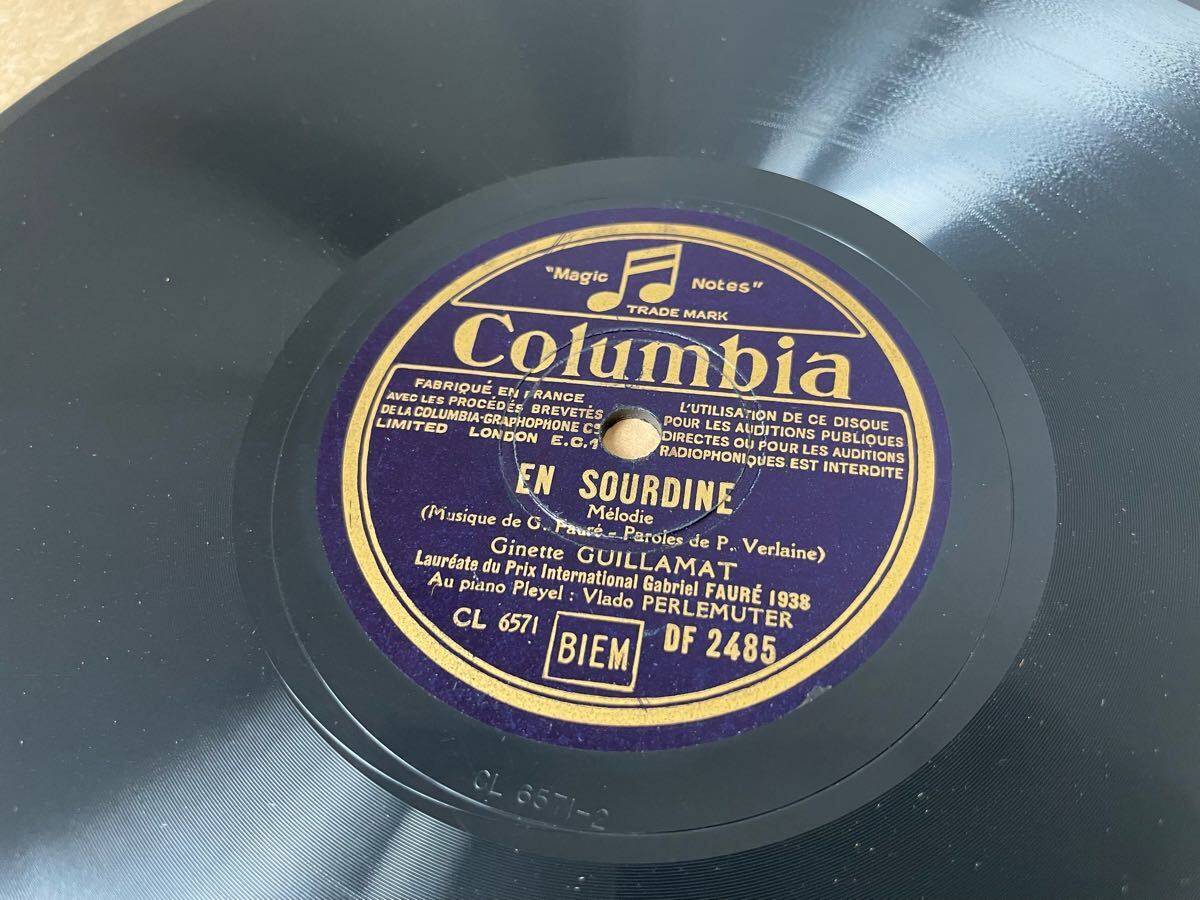 "Magic Notes"
TRADE MARK
Columbia
FABRIQUÉ EN FRANCE
AVEC LES PROCÉDÉS BREVETÉS
DE LA COLUMBIA-GRAPHOPHONE Cº
LIMITED LONDON E.C.1
L'UTILISATION DE CE DISQUE
POUR LES AUDITIONS PUBLIQUES
DIRECTES OU POUR LES AUDITIONS
RADIOPHONIQUES EST INTERDITE
EN SOURDINE
Mélodie
(Musique de G. Fauré - Paroles de P. Verlaine)
Ginette GUILLAMAT
Lauréate du Prix International Gabriel FAURÉ 1938
Au piano Pleyel : Vlado PERLEMUTER
CL 6571 BIEM DF 2485
CL 6571-2